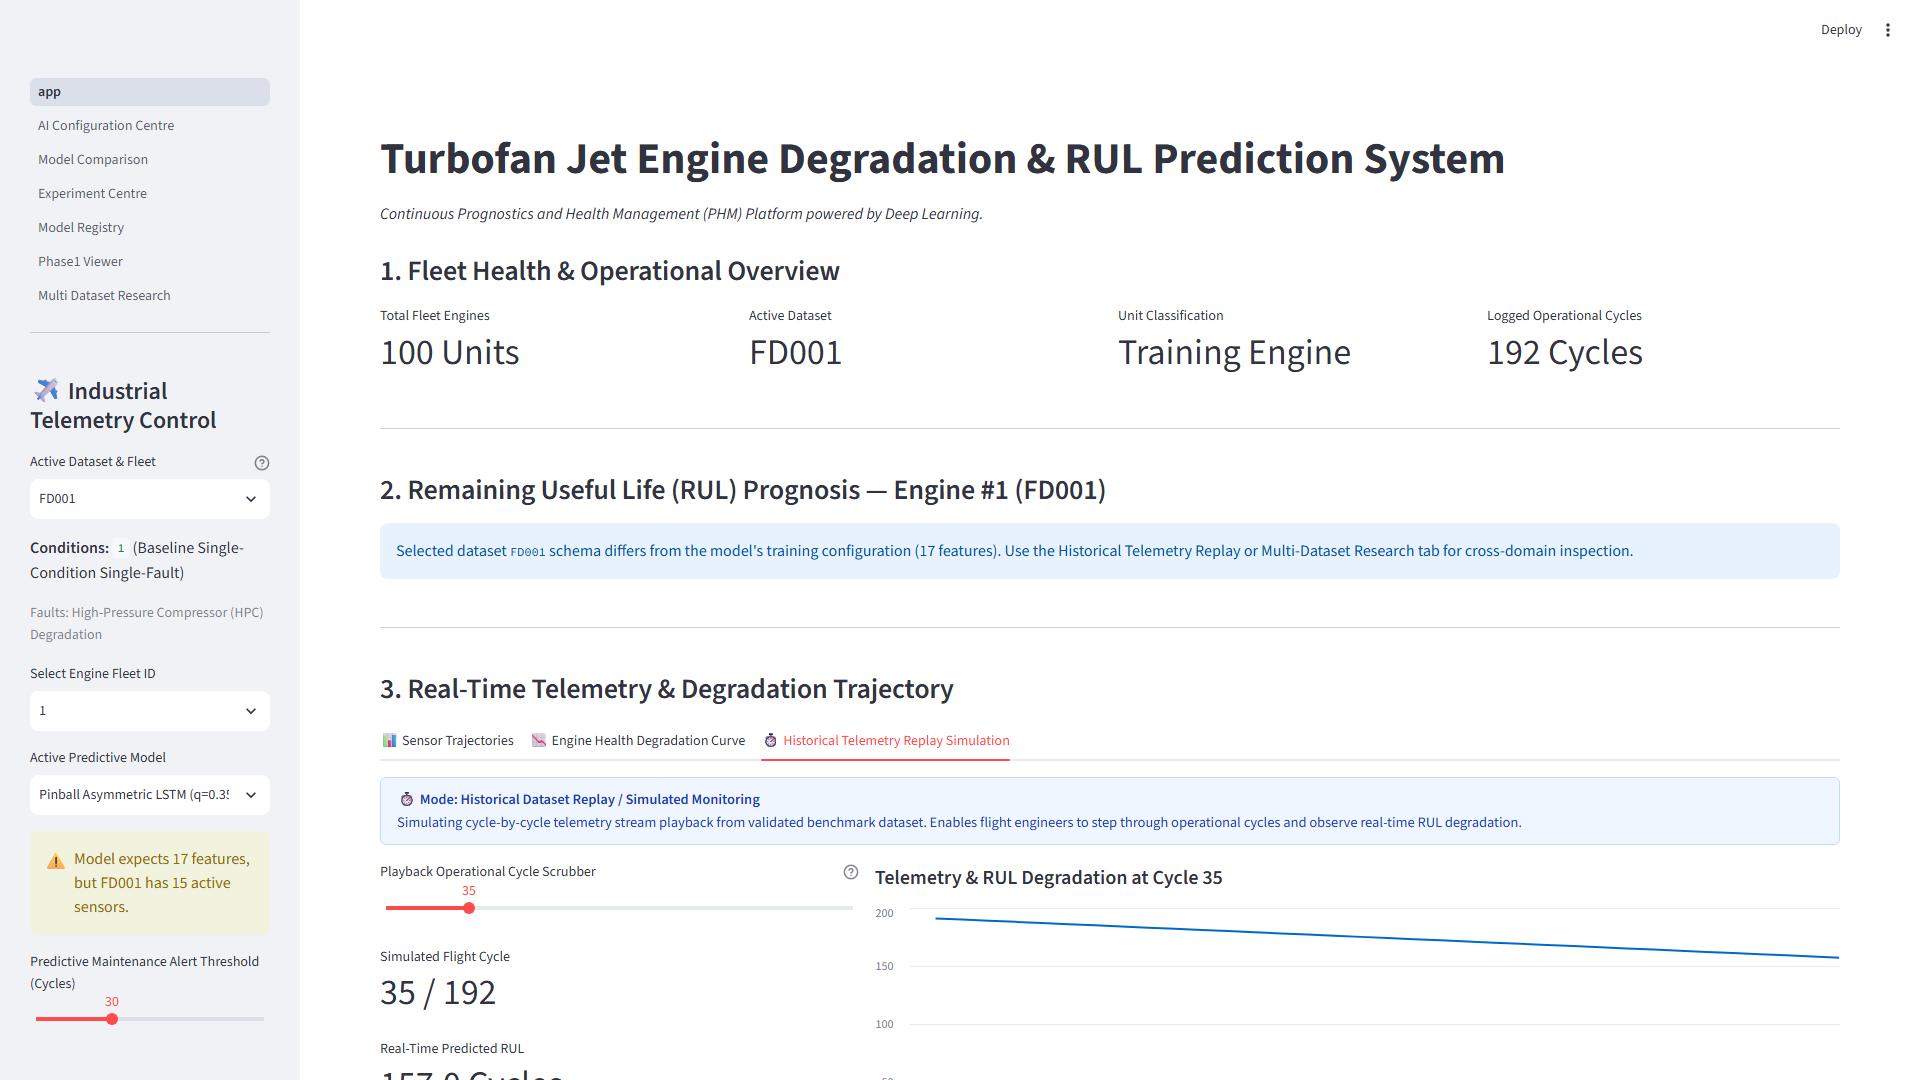 Deploy
app
AI Configuration Centre
Model Comparison
Experiment Centre
Model Registry
Phase1 Viewer
Multi Dataset Research
Industrial
Telemetry Control
Active Dataset & Fleet
FD001
Conditions: 1 (Baseline Single-
Condition Single-Fault)
Faults: High-Pressure Compressor (HPC)
Degradation
Select Engine Fleet ID
1
Active Predictive Model
Pinball Asymmetric LSTM (q=0.35
Model expects 17 features,
but FD001 has 15 active
sensors.
Predictive Maintenance Alert Threshold
(Cycles)
30
Turbofan Jet Engine Degradation & RUL Prediction System
Continuous Prognostics and Health Management (PHM) Platform powered by Deep Learning.
1. Fleet Health & Operational Overview
Total Fleet Engines
100 Units
Active Dataset
FD001
Unit Classification
Training Engine
Logged Operational Cycles
192 Cycles
2. Remaining Useful Life (RUL) Prognosis — Engine #1 (FD001)
Selected dataset FD001 schema differs from the model's training configuration (17 features). Use the Historical Telemetry Replay or Multi-Dataset Research tab for cross-domain inspection.
3. Real-Time Telemetry & Degradation Trajectory
Sensor Trajectories
Engine Health Degradation Curve
Historical Telemetry Replay Simulation
Mode: Historical Dataset Replay / Simulated Monitoring
Simulating cycle-by-cycle telemetry stream playback from validated benchmark dataset. Enables flight engineers to step through operational cycles and observe real-time RUL degradation.
Playback Operational Cycle Scrubber
35
Simulated Flight Cycle
35 / 192
Real-Time Predicted RUL
157.0 Cycles
Telemetry & RUL Degradation at Cycle 35
200
150
100
50